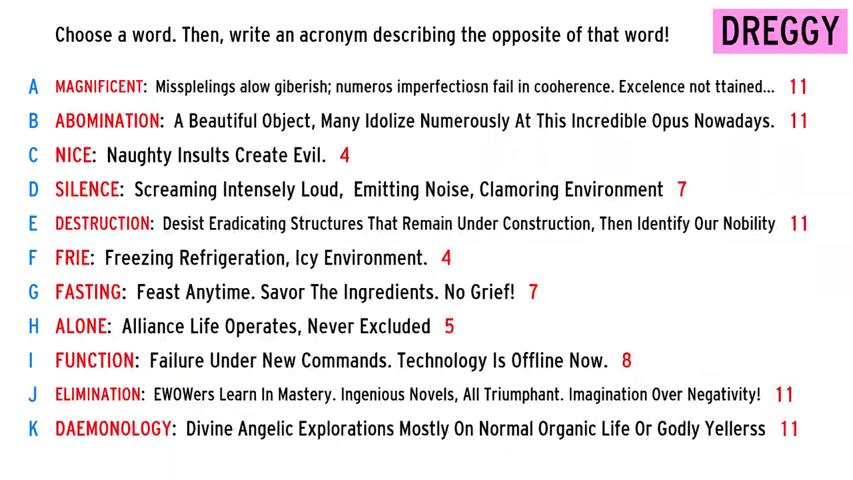 Choose a word. Then, write an acronym describing the opposite of that word!
DREGGY
A MAGNIFICENT: Missplelings alow giberish; numeros imperfectiosn fail in cooherence. Excelence not ttained... 11
B ABOMINATION: A Beautiful Object, Many Idolize Numerously At This Incredible Opus Nowadays. 11
C NICE: Naughty Insults Create Evil. 4
D SILENCE: Screaming Intensely Loud, Emitting Noise, Clamoring Environment 7
E DESTRUCTION: Desist Eradicating Structures That Remain Under Construction, Then Identify Our Nobility 11
F FRIE: Freezing Refrigeration, Icy Environment. 4
G FASTING: Feast Anytime. Savor The Ingredients. No Grief! 7
H ALONE: Alliance Life Operates, Never Excluded 5
I FUNCTION: Failure Under New Commands. Technology Is Offline Now. 8
J ELIMINATION: EWOWers Learn In Mastery. Ingenious Novels, All Triumphant. Imagination Over Negativity! 11
K DAEMONOLOGY: Divine Angelic Explorations Mostly On Normal Organic Life Or Godly Yellerss 11